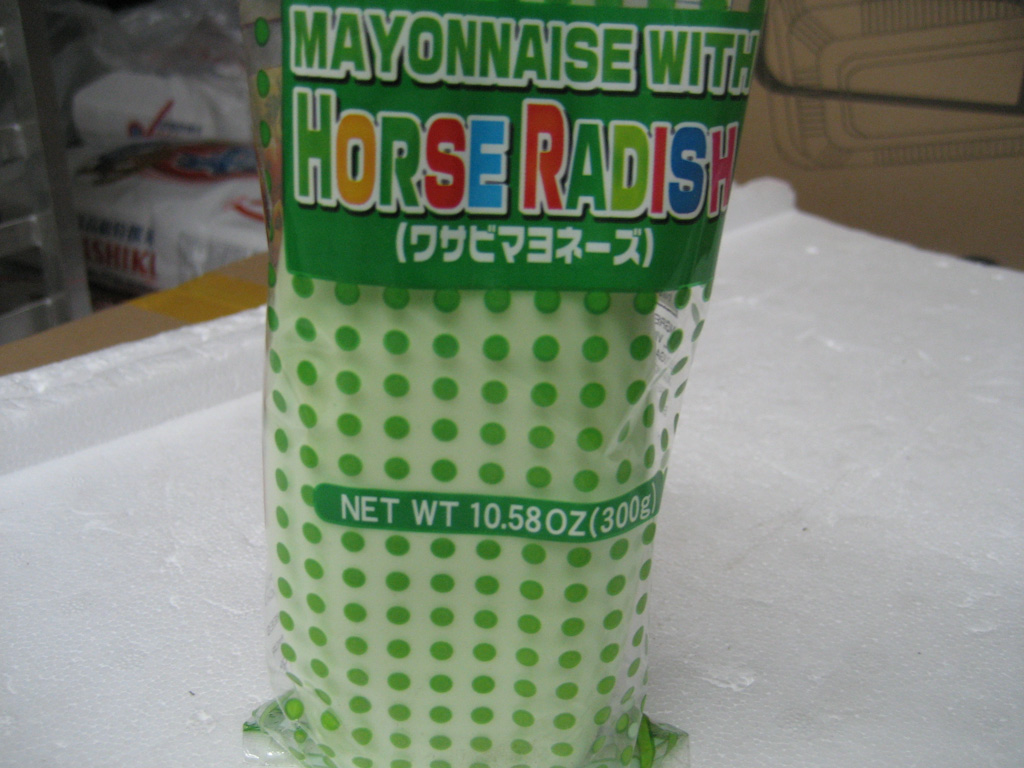 MAYONNAISE WITH
HORSE RADISH
(ワサビマヨネーズ)
NET WT 10.58OZ(300g)